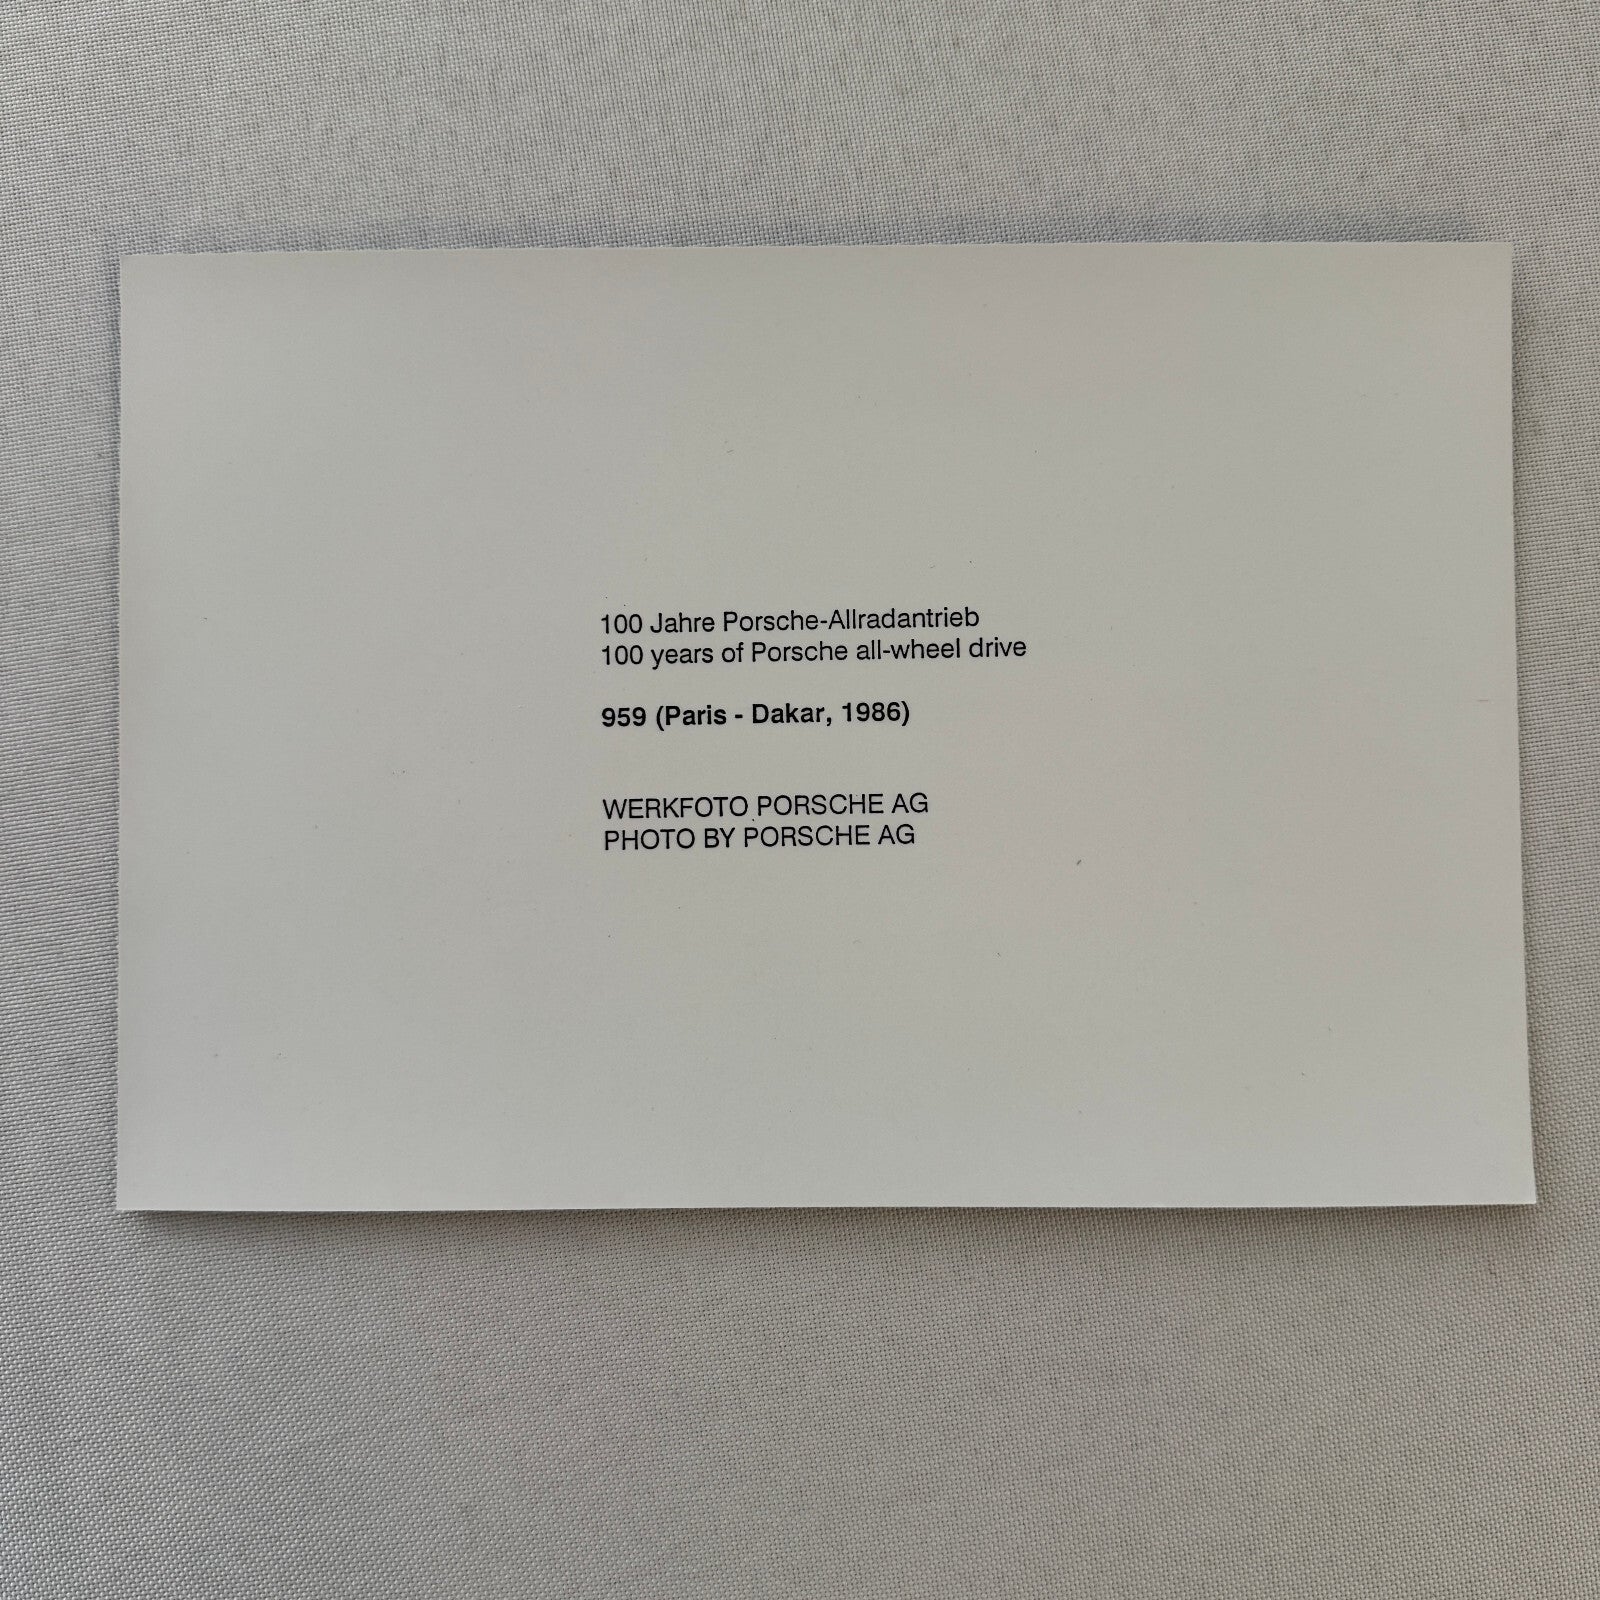 100 Jahre Porsche-Allradantrieb
100 years of Porsche all-wheel drive
959 (Paris - Dakar, 1986)
WERKFOTO PORSCHE AG
PHOTO BY PORSCHE AG